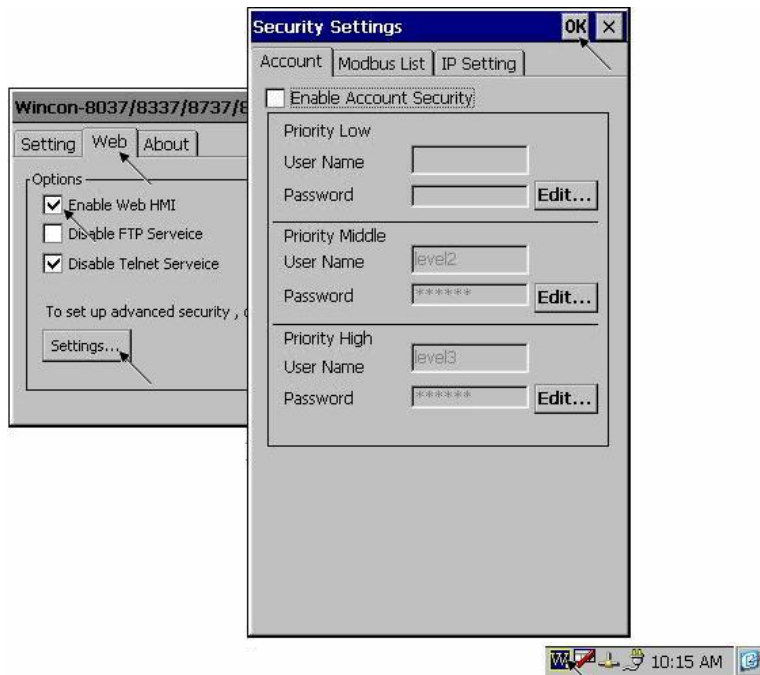 Wincon-8037/8337/8737/8
Setting Web About
Options
Enable Web HMI
Disable FTP Serveice
Disable Telnet Serveice
To set up advanced security ,
Settings...
Security Settings OK ×
Account Modbus List IP Setting
Enable Account Security
Priority Low
User Name
Password Edit...
Priority Middle
User Name level2
Password ****** Edit...
Priority High
User Name level3
Password ****** Edit...
W 10:15 AM